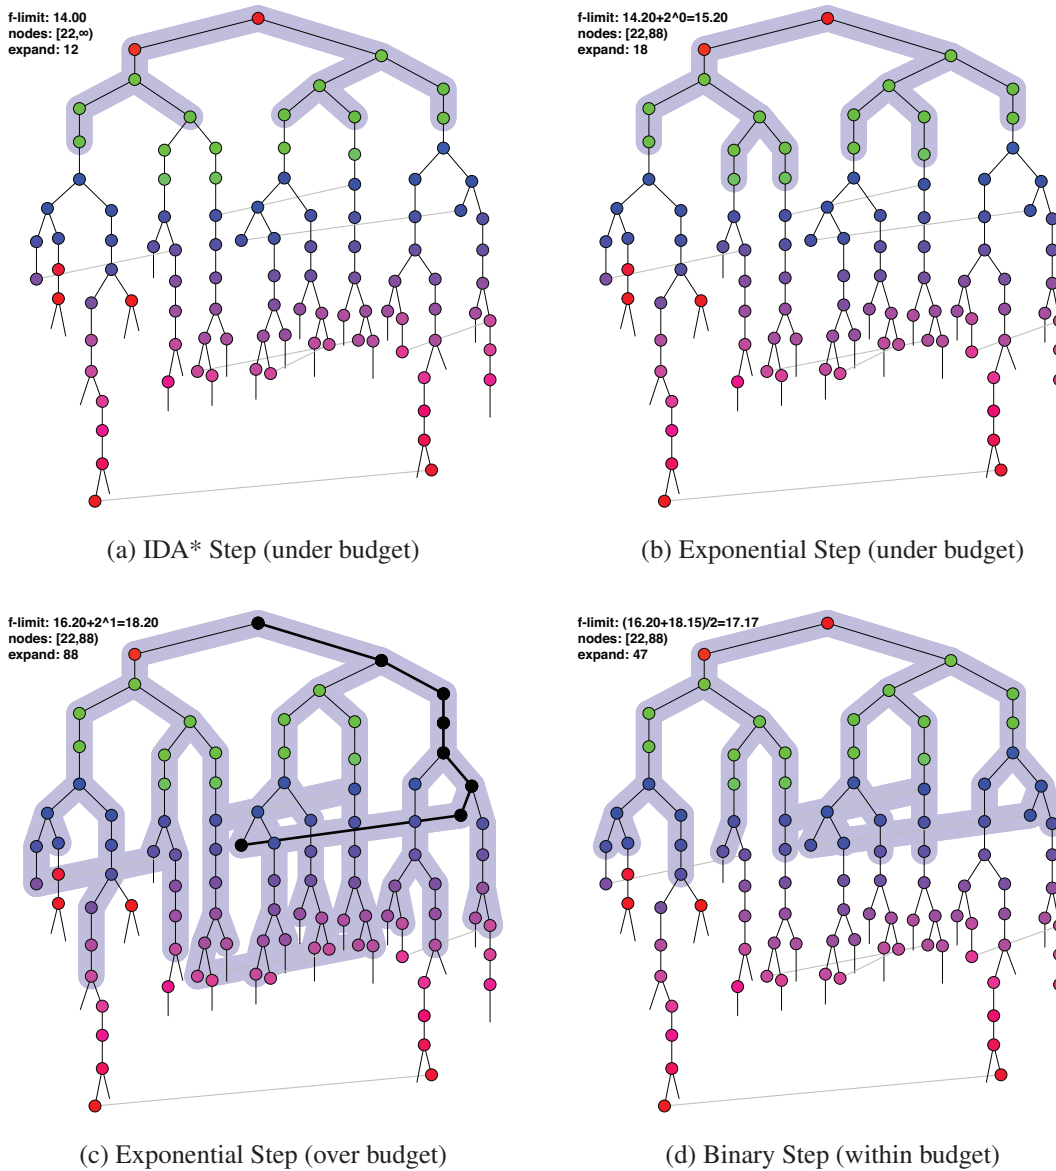 f-limit: 14.00
nodes: [22,∞)
expand: 12
f-limit: 14.20+2^0=15.20
nodes: [22,88)
expand: 18
(a) IDA* Step (under budget)
(b) Exponential Step (under budget)
f-limit: 16.20+2^1=18.20
nodes: [22,88)
expand: 88
f-limit: (16.20+18.15)/2=17.17
nodes: [22,88)
expand: 47
(c) Exponential Step (over budget)
(d) Binary Step (within budget)